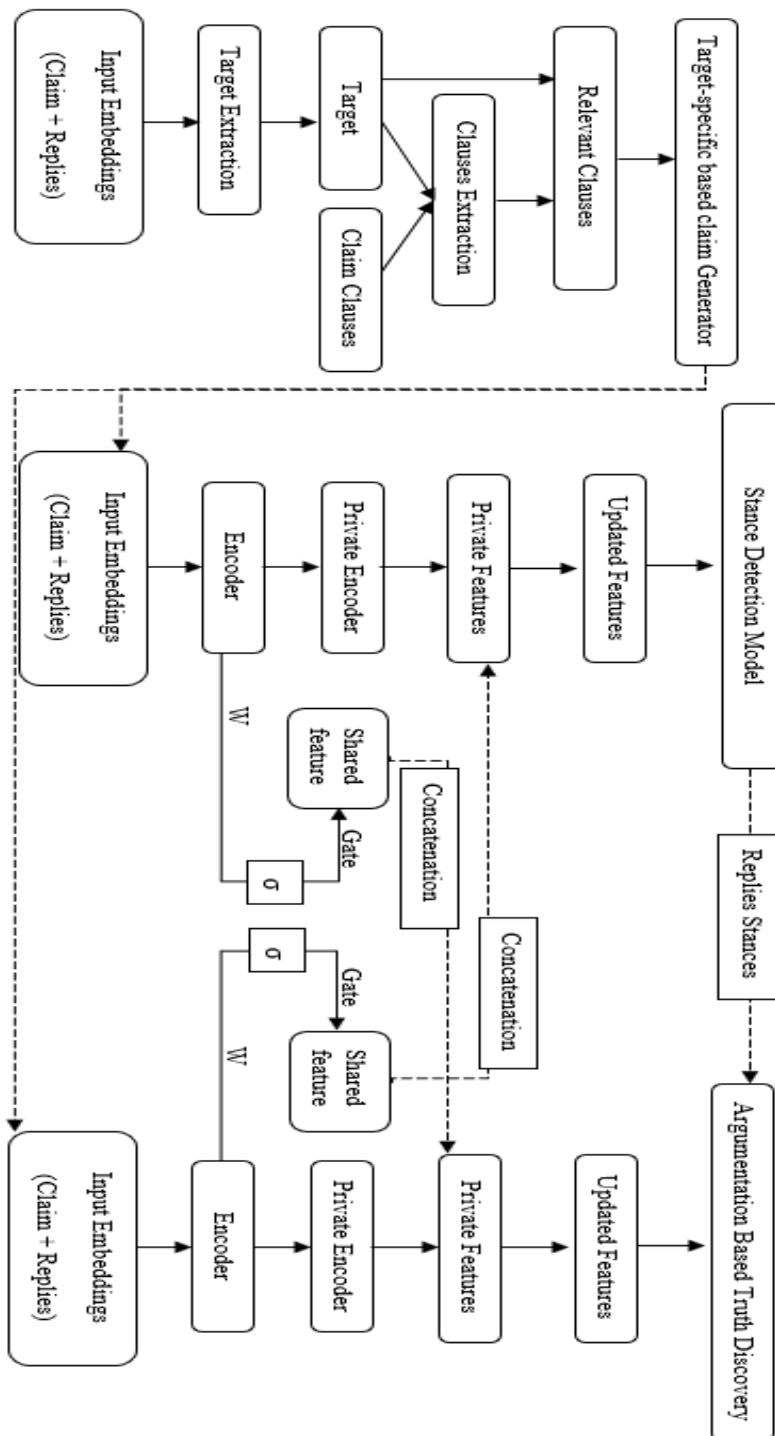 Target-specific based claim Generator
Relevant Clauses
Clauses Extraction
Target
Claim Clauses
Target Extraction
Input Embeddings
(Claim + Replies)
Stance Detection Model
Updated Features
Private Features
Private Encoder
Encoder
Input Embeddings
(Claim + Replies)
W
σ
Gate
Shared
feature
Concatenation
Replies Stances
Concatenation
Shared
feature
Gate
σ
W
Argumentation Based Truth Discovery
Updated Features
Private Features
Private Encoder
Encoder
Input Embeddings
(Claim + Replies)